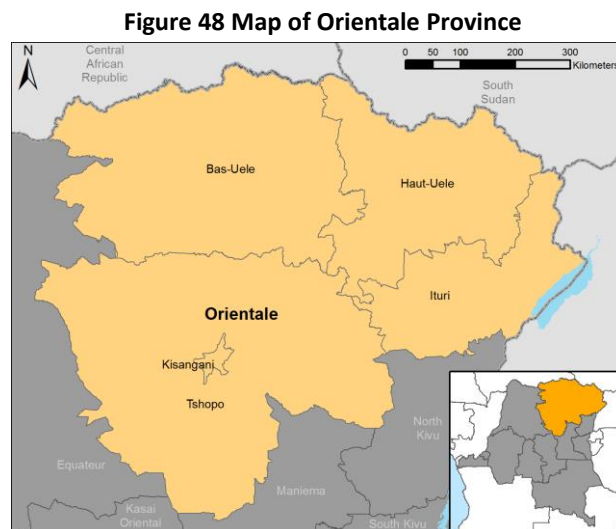 Figure 48 Map of Orientale Province
N
Central
African
Republic
0 50 100 200 300
Kilometers
South
Sudan
Bas-Uele
Haut-Uele
Ituri
Orientale
Kisangani
Tshopo
North
Kivu
Equateur
Maniema
Kasai
Oriental
South Kivu